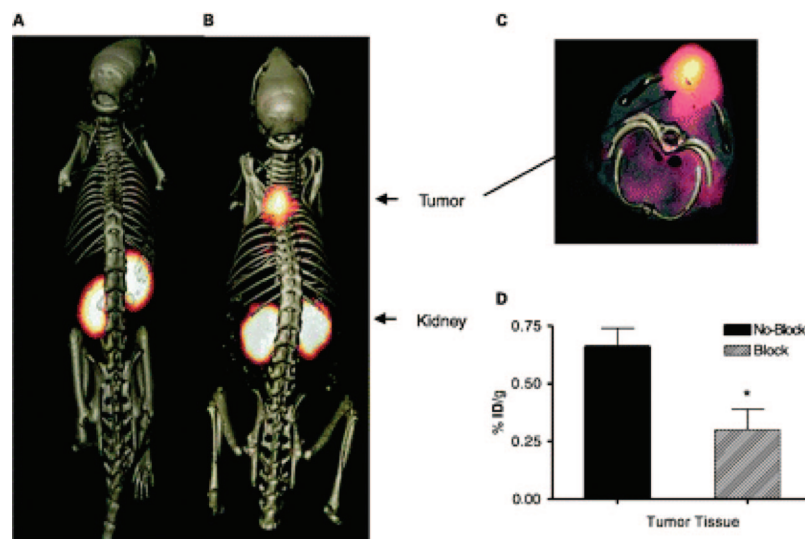 A
B
C
Tumor
Kidney
D
No-Block
Block
% ID/g
0.75
0.50
0.25
0.00
*
Tumor Tissue